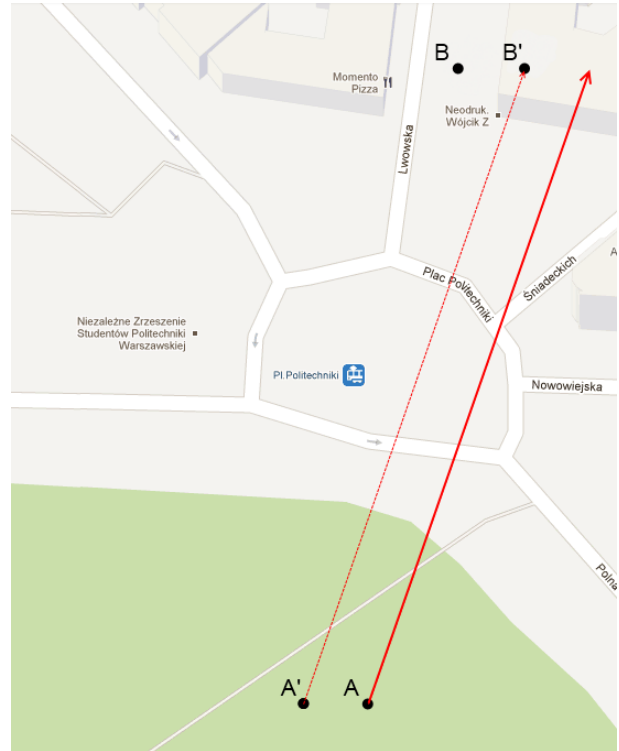 B
B'
Momento
Pizza
Neodruk.
Wójcik Z
Lwowska
Plac Politechniki
Śniadeckich
A
Niezależne Zrzeszenie
Studentów Politechniki
Warszawskiej
Pl.Politechniki
Nowowiejska
Polna
A'
A